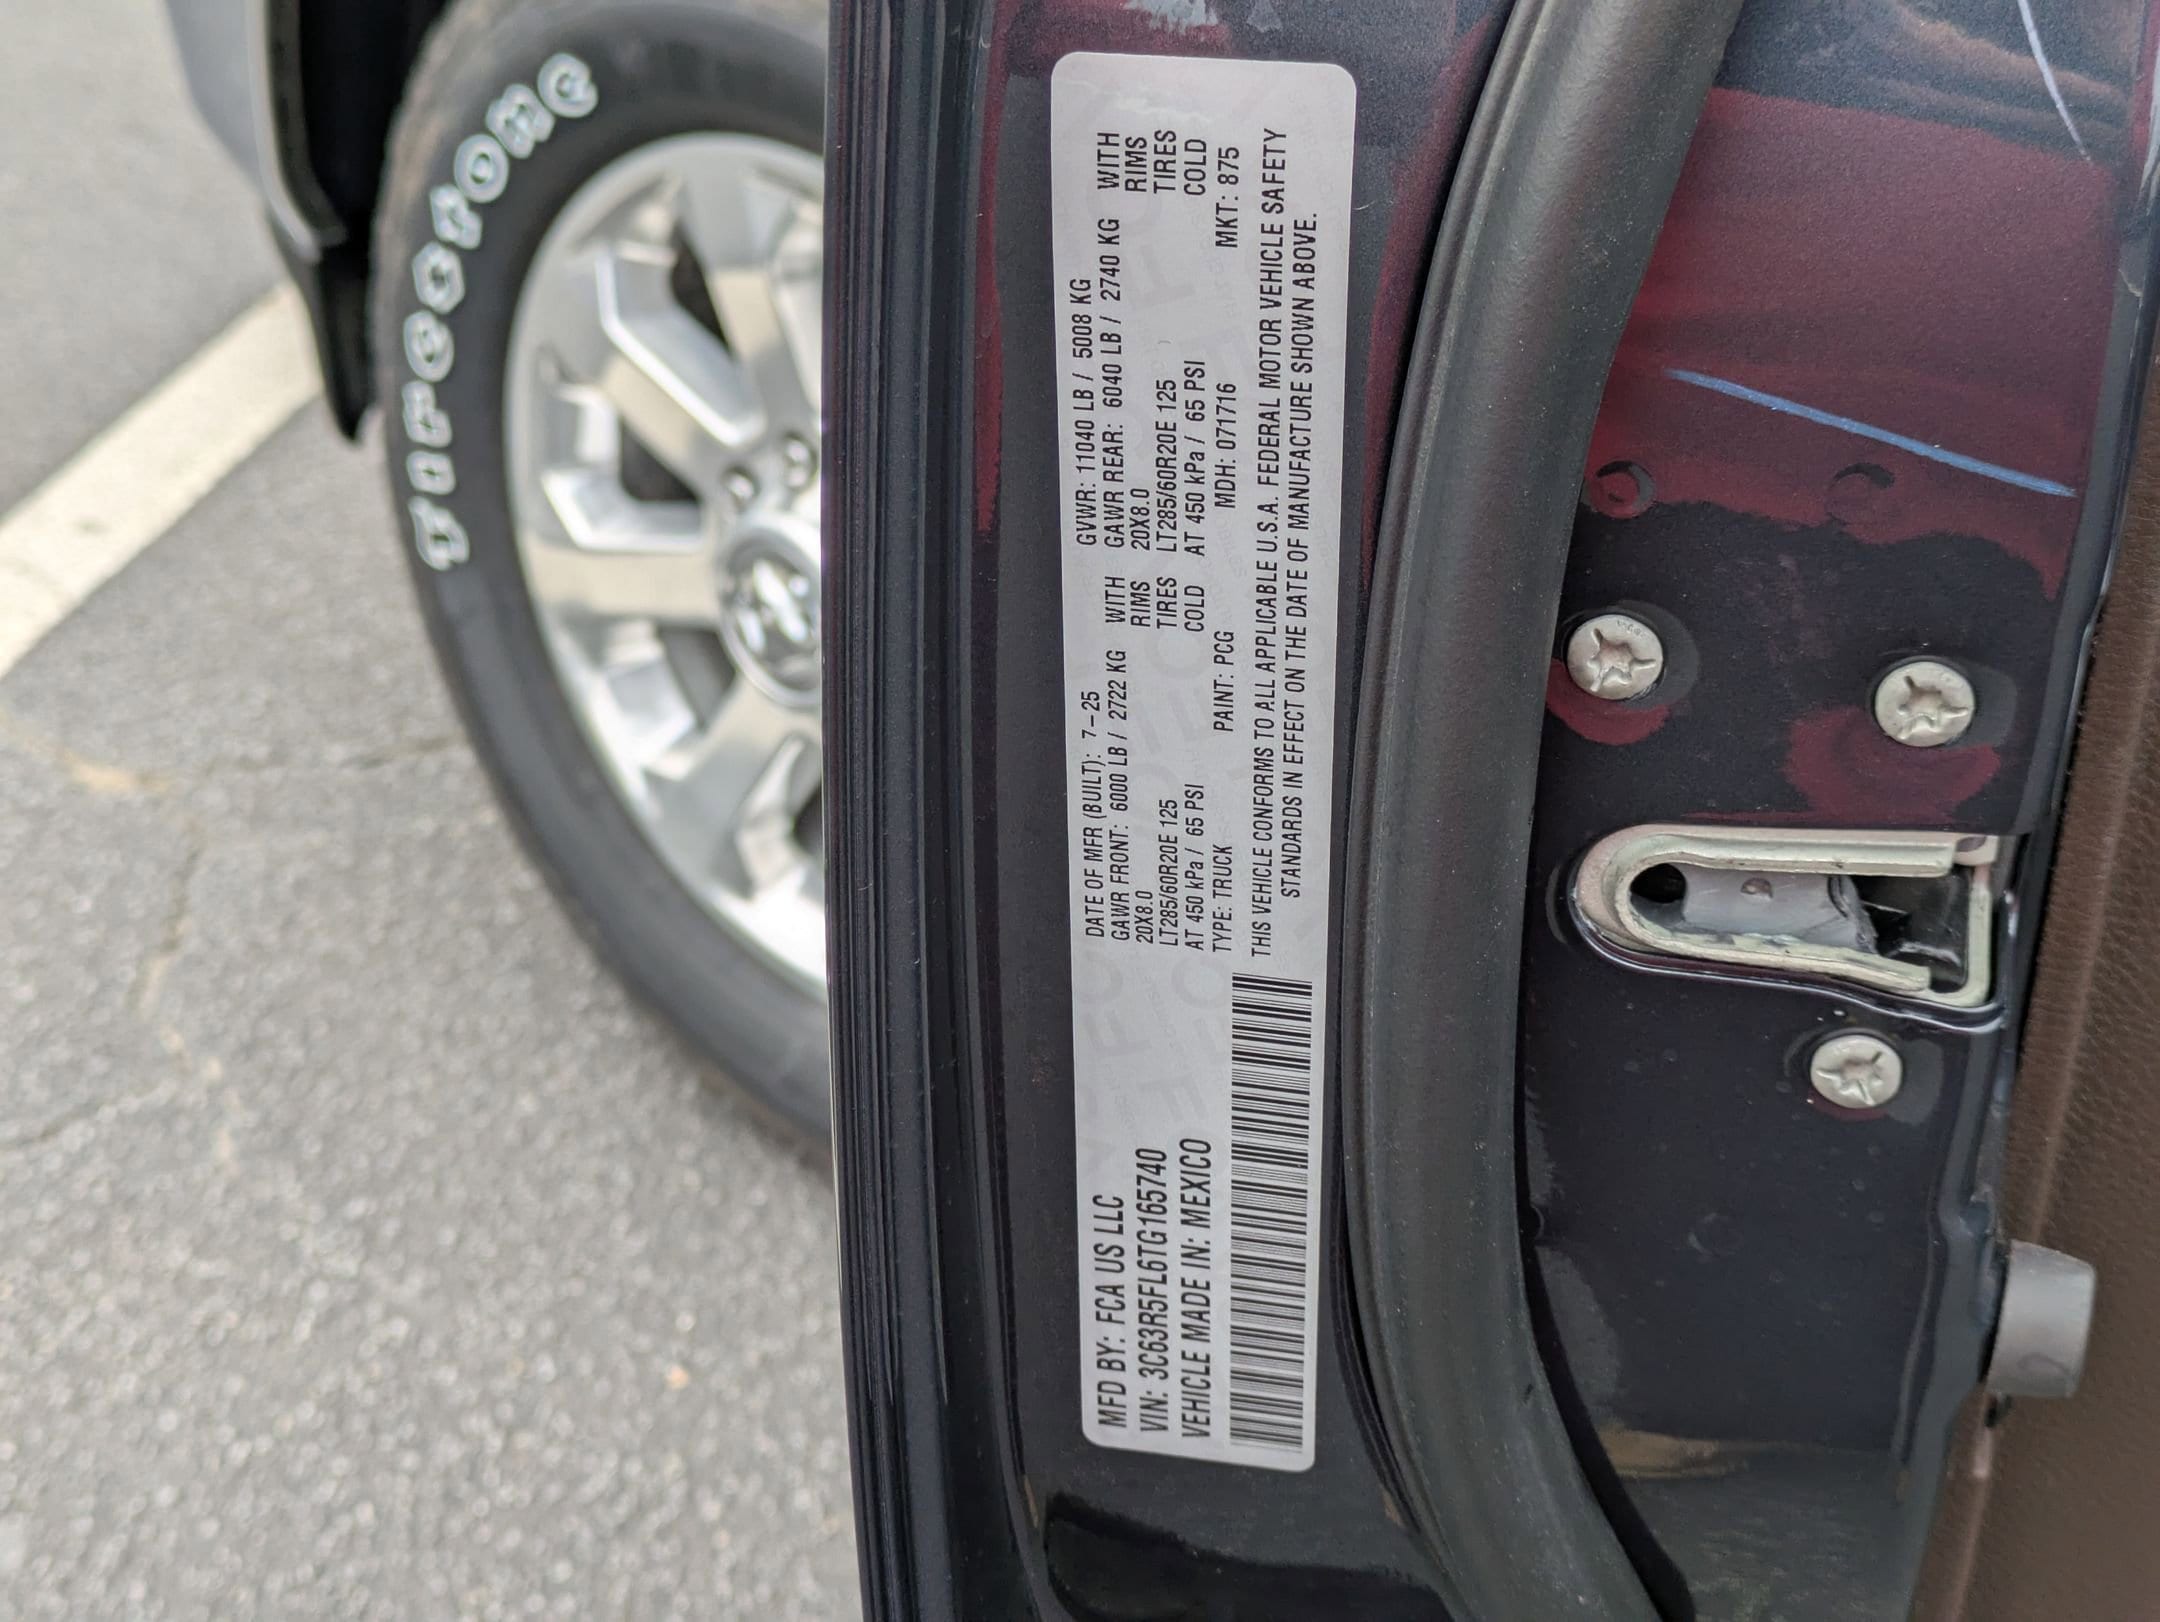 Firestone
MFD BY: FCA US LLC
VIN: 3C63R5FL6TG165740
VEHICLE MADE IN: MEXICO
DATE OF MFR (BUILT): 7-25 GVWR: 11040 LB / 5008 KG
GAWR FRONT: 6000 LB / 2722 KG WITH GAWR REAR: 6040 LB / 2740 KG WITH
20X8.0 RIMS 20X8.0 RIMS
LT285/60R20E 125 TIRES LT285/60R20E 125 TIRES
AT 450 kPa / 65 PSI COLD AT 450 kPa / 65 PSI COLD
TYPE: TRUCK PAINT: PCG MDH: 071716 MKT: 875
THIS VEHICLE CONFORMS TO ALL APPLICABLE U.S.A. FEDERAL MOTOR VEHICLE SAFETY
STANDARDS IN EFFECT ON THE DATE OF MANUFACTURE SHOWN ABOVE.